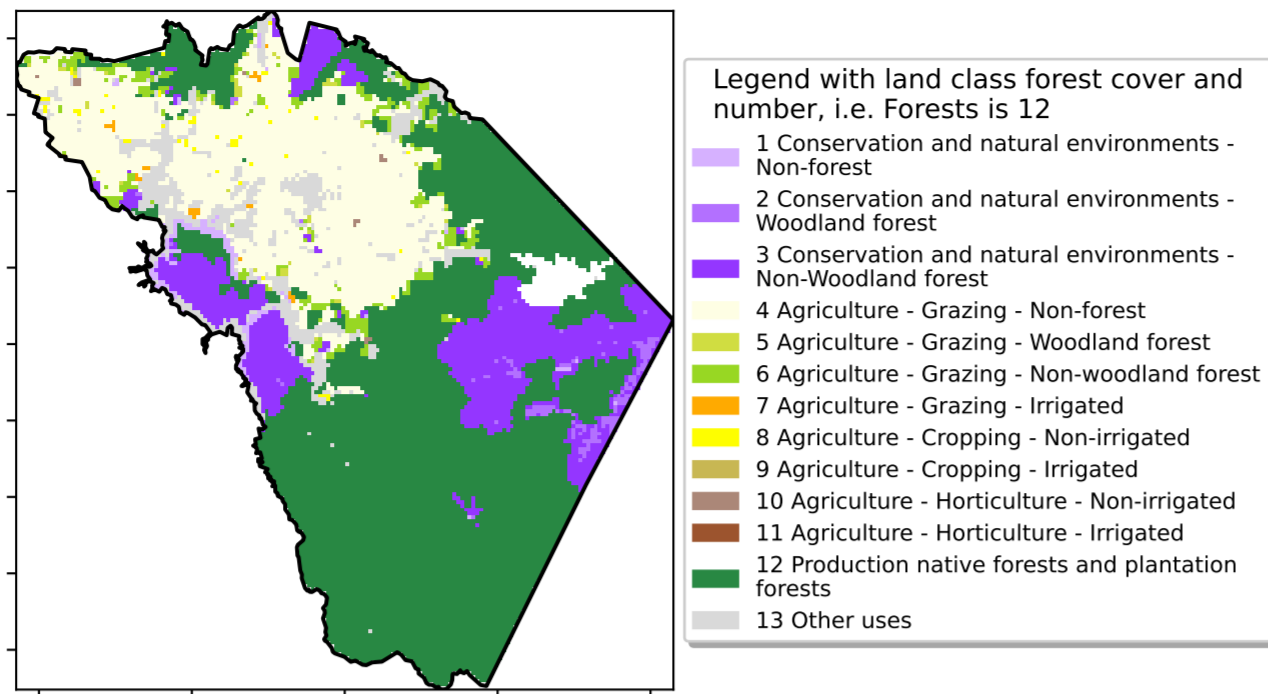 Legend with land class forest cover and
number, i.e. Forests is 12
1 Conservation and natural environments -
Non-forest
2 Conservation and natural environments -
Woodland forest
3 Conservation and natural environments -
Non-Woodland forest
4 Agriculture - Grazing - Non-forest
5 Agriculture - Grazing - Woodland forest
6 Agriculture - Grazing - Non-woodland forest
7 Agriculture - Grazing - Irrigated
8 Agriculture - Cropping - Non-irrigated
9 Agriculture - Cropping - Irrigated
10 Agriculture - Horticulture - Non-irrigated
11 Agriculture - Horticulture - Irrigated
12 Production native forests and plantation
forests
13 Other uses